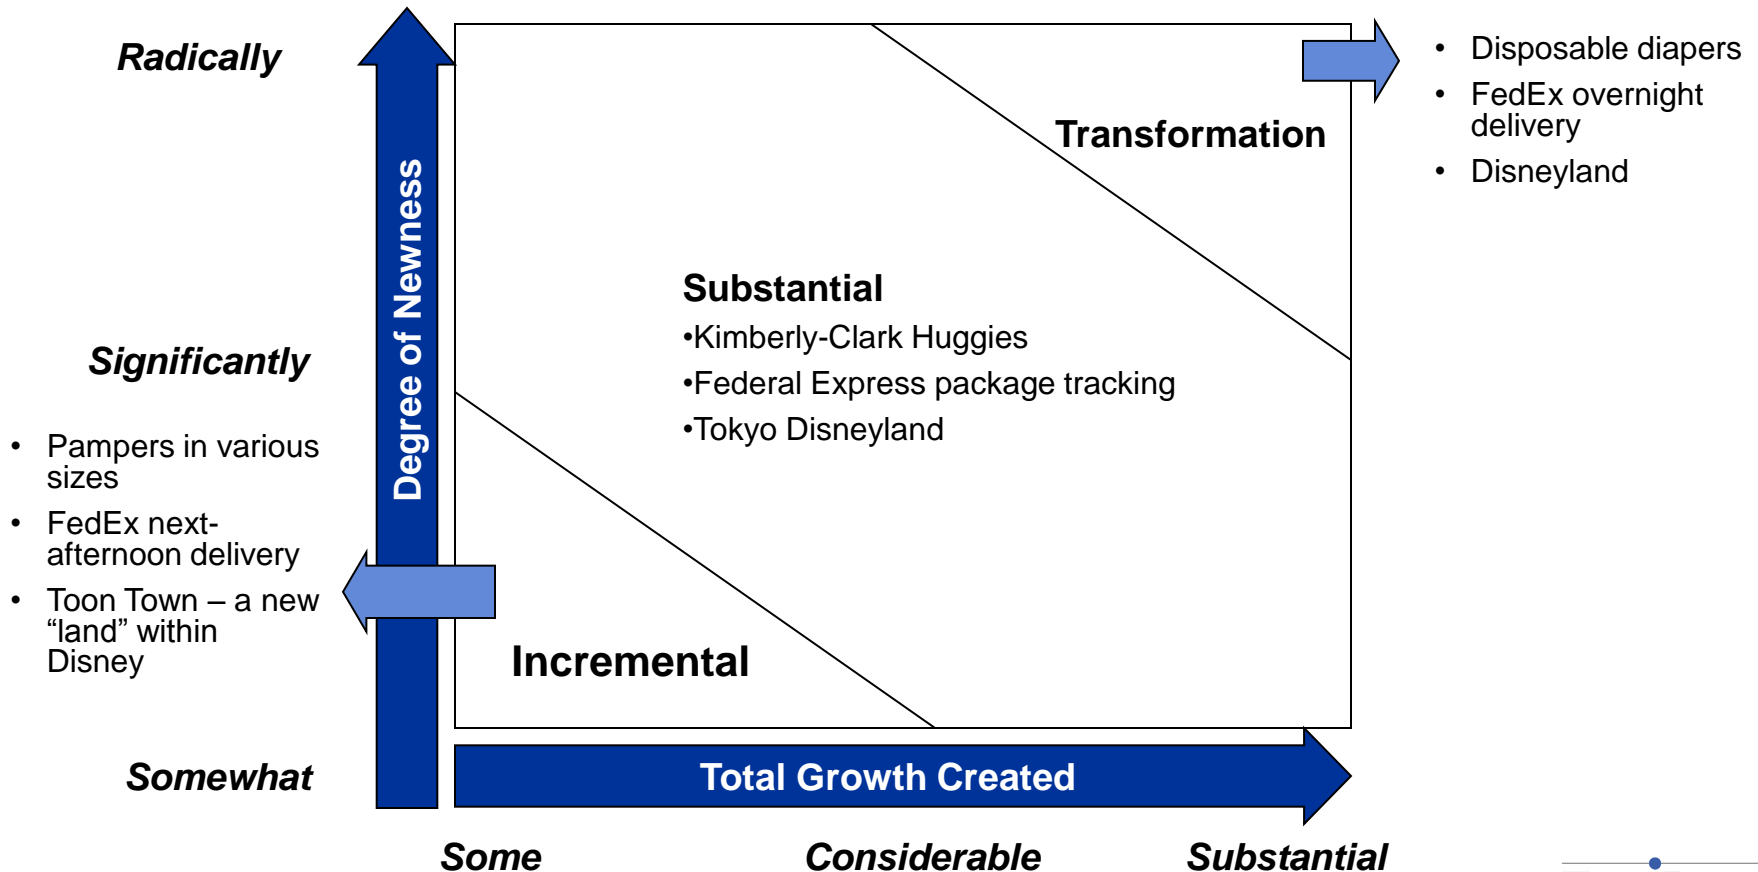 Radically
Significantly
• Pampers in various
sizes
• FedEx next-
afternoon delivery
• Toon Town – a new
“land” within
Disney
Somewhat
Degree of Newness
Transformation
• Disposable diapers
• FedEx overnight
delivery
• Disneyland
Substantial
•Kimberly-Clark Huggies
•Federal Express package tracking
•Tokyo Disneyland
Incremental
Total Growth Created
Some
Considerable
Substantial